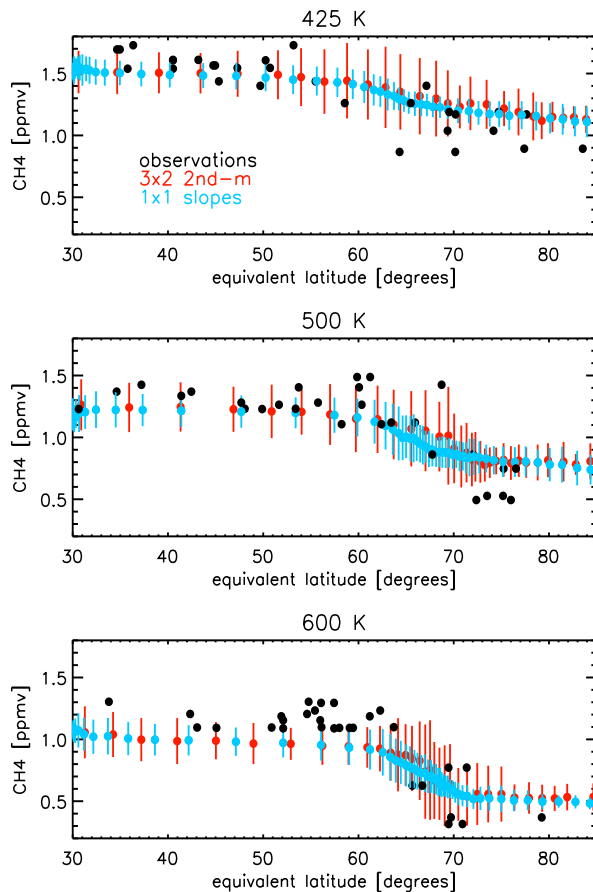 425 K
CH4 [ppmv]
1.5
1.0
0.5
observations
3x2 2nd-m
1x1 slopes
30 40 50 60 70 80
equivalent latitude [degrees]
500 K
CH4 [ppmv]
1.5
1.0
0.5
30 40 50 60 70 80
equivalent latitude [degrees]
600 K
CH4 [ppmv]
1.5
1.0
0.5
30 40 50 60 70 80
equivalent latitude [degrees]